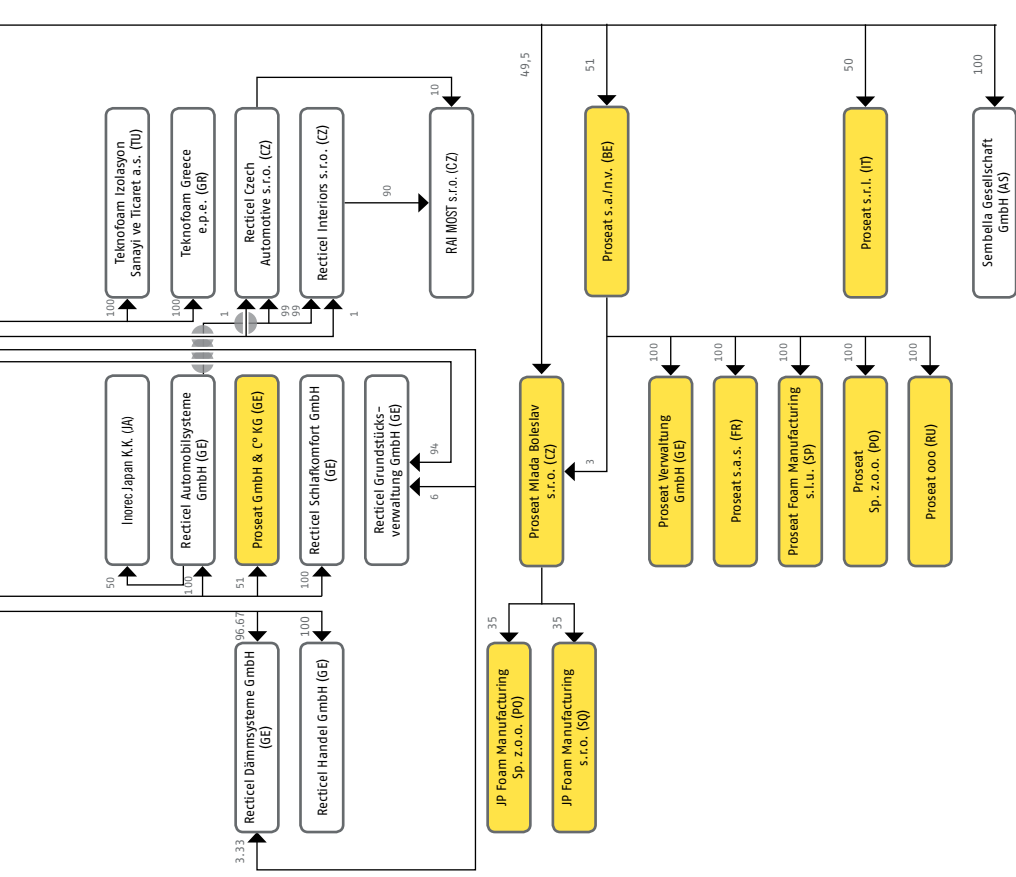 49,5
51
50
100
10
Teknofoam Izolasyon
Sanayi ve Ticaret a.s. (TU)
Teknofoam Greece
e.p.e. (GR)
Recticel Czech
Automotive s.r.o. (CZ)
Recticel Interiors s.r.o. (CZ)
90
RAI MOST s.r.o. (CZ)
Proseat s.a./n.v. (BE)
Proseat s.r.l. (IT)
Sembella Gesellschaft
GmbH (AS)
100
100
1
99
99
1
Inorec Japan K.K. (JA)
Recticel Automobilsysteme
GmbH (GE)
Proseat GmbH & C° KG (GE)
Recticel Schlafkomfort GmbH
(GE)
Recticel Grundstücks–
verwaltung GmbH (GE)
94
6
Proseat Mlada Boleslav
s.r.o. (CZ)
3
100
100
100
100
100
Proseat Verwaltung
GmbH (GE)
Proseat s.a.s. (FR)
Proseat Foam Manufacturing
s.l.u. (SP)
Proseat
Sp. z.o.o. (PO)
Proseat ooo (RU)
50
100
51
100
96.67
100
35
35
Recticel Dämmsysteme GmbH
(GE)
Recticel Handel GmbH (GE)
JP Foam Manufacturing
Sp. z.o.o. (PO)
JP Foam Manufacturing
s.r.o. (SQ)
3.33